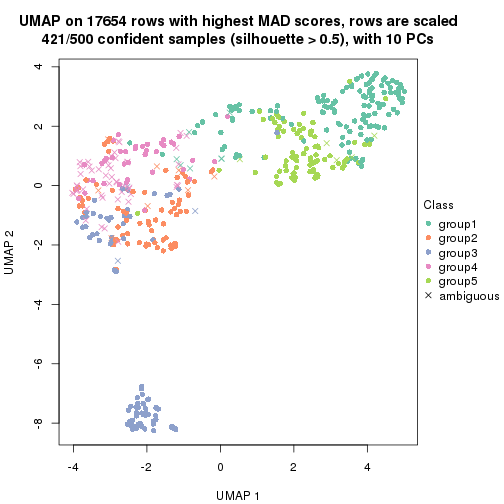 UMAP on 17654 rows with highest MAD scores, rows are scaled
421/500 confident samples (silhouette > 0.5), with 10 PCs
4
2
0
-2
-4
-6
-8
UMAP 2
-4
-2
0
2
4
UMAP 1
Class
group1
group2
group3
group4
group5
ambiguous